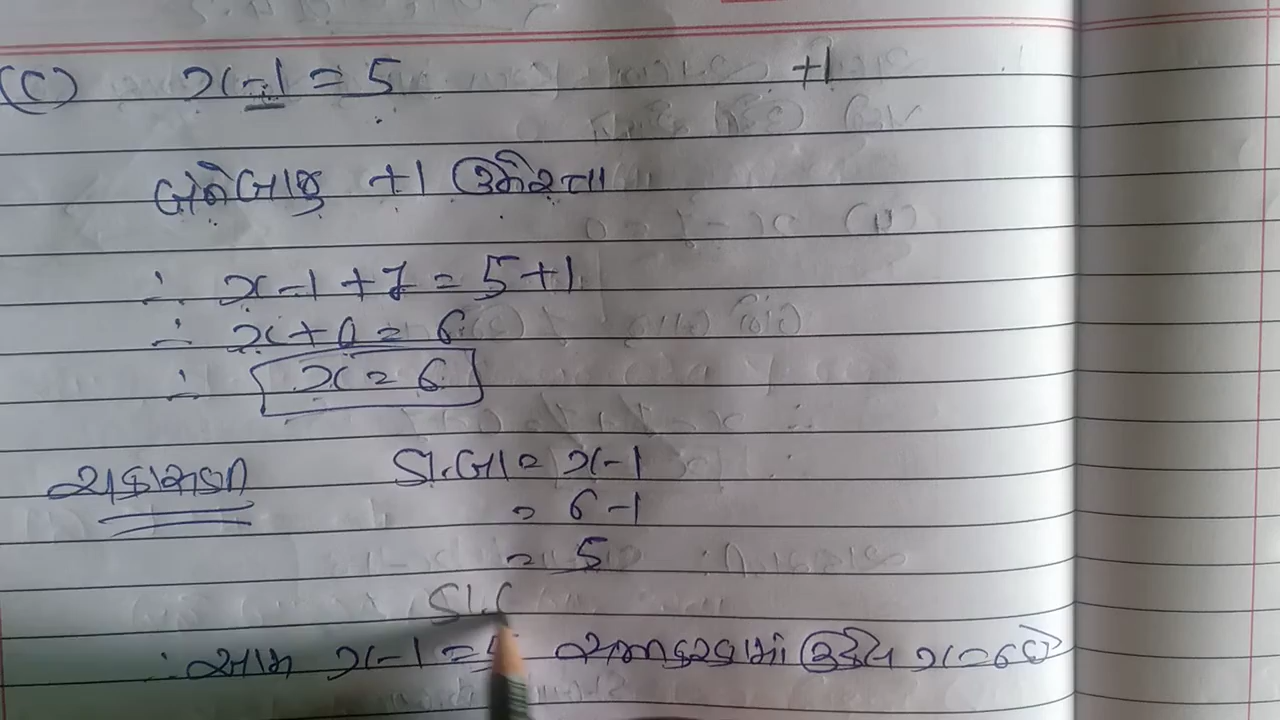 (C) x-1 = 5 +1
બંનેબાજુ +1 ઉમેરતા
∴ x-1+1 = 5+1
∴ x+0 = 6
∴ x = 6
ચકાસણી ડા.બા = x-1
= 6-1
= 5
ડા.
∴ આમ x-1=5 સમીકરણમાં ઉકેલ x=6 છે